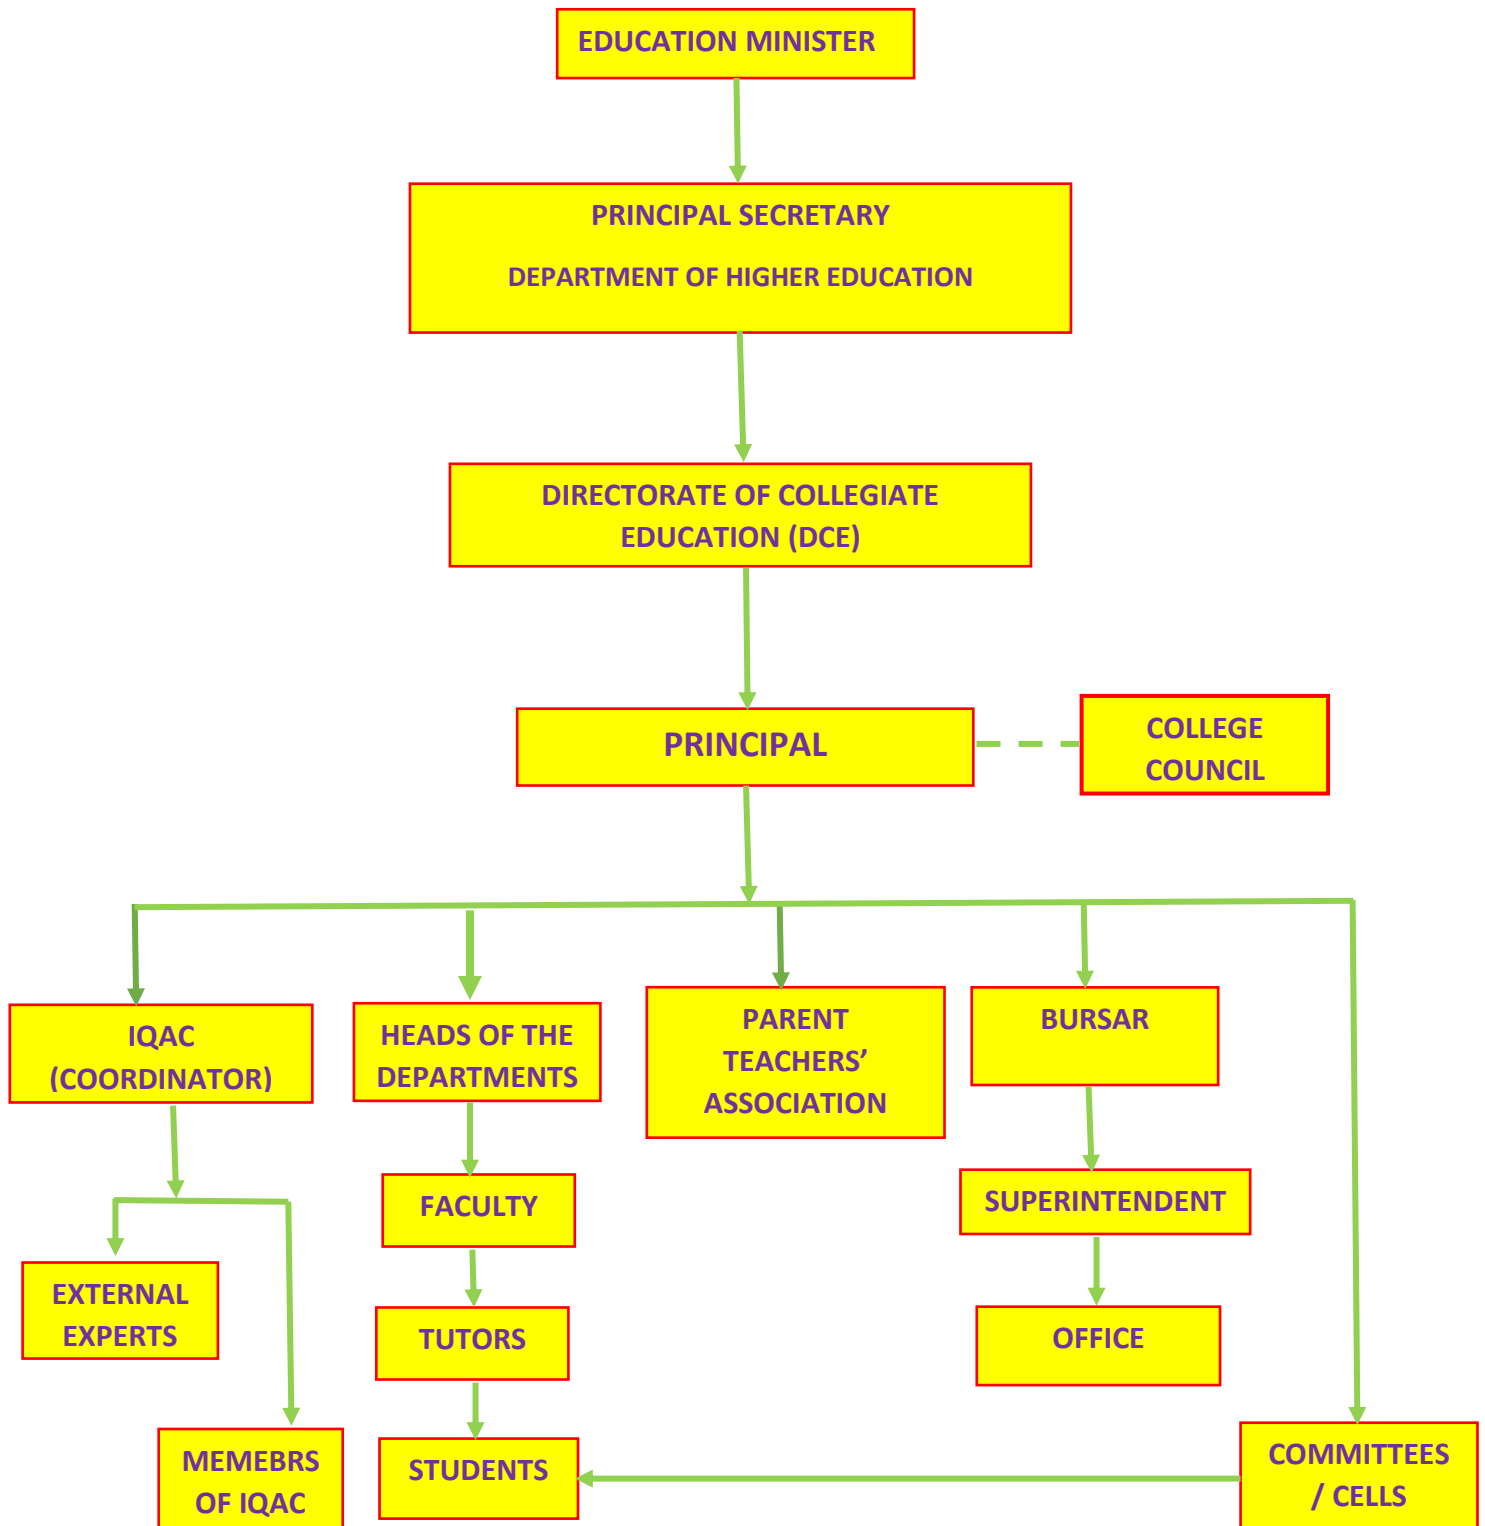 EDUCATION MINISTER
PRINCIPAL SECRETARY
DEPARTMENT OF HIGHER EDUCATION
DIRECTORATE OF COLLEGIATE
EDUCATION (DCE)
PRINCIPAL
COLLEGE
COUNCIL
IQAC
(COORDINATOR)
HEADS OF THE
DEPARTMENTS
PARENT
TEACHERS’
ASSOCIATION
BURSAR
FACULTY
SUPERINTENDENT
EXTERNAL
EXPERTS
TUTORS
OFFICE
MEMEBRS
OF IQAC
STUDENTS
COMMITTEES
/ CELLS